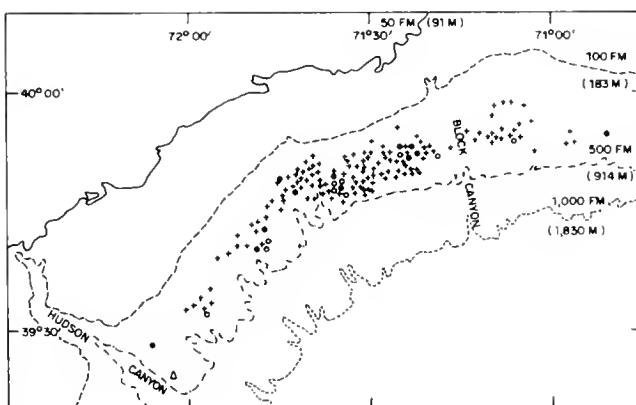 50 FM (91 M)
72°00'
71°30'
71°00'
100 FM
(183 M)
40°00'
BLOCK
500 FM
(914 M)
CANYON
1,000 FM
(1,830 M)
HUDSON
39°30'
CANYON